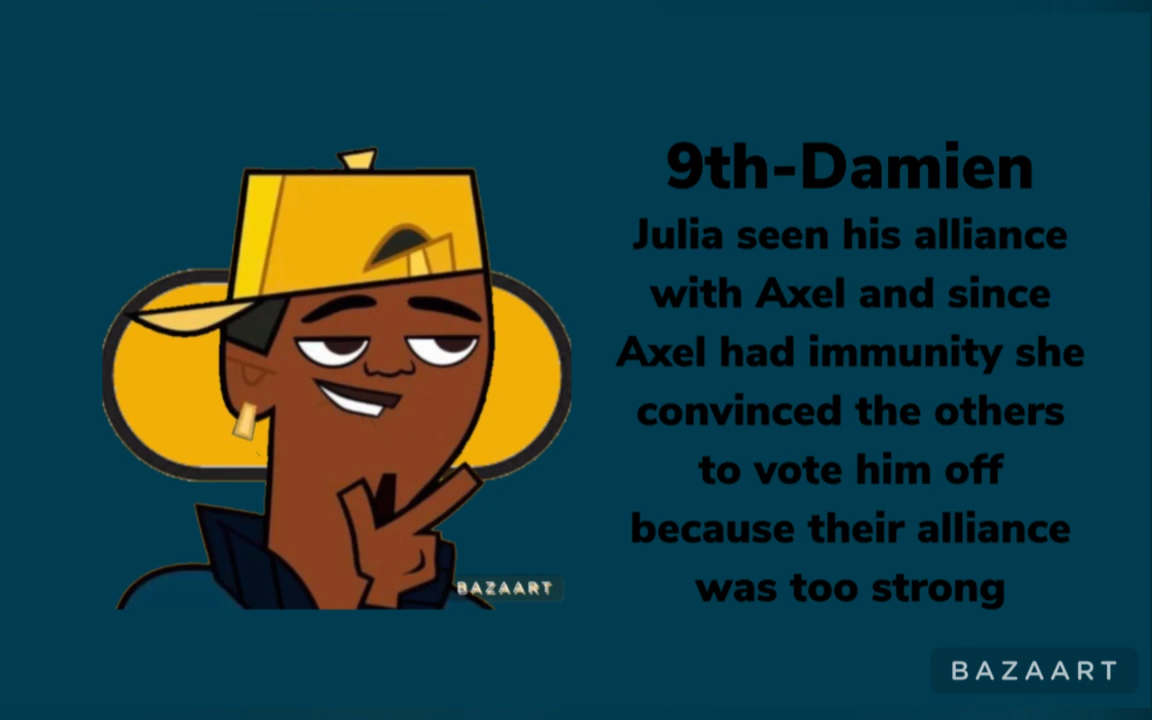 9th-Damien
Julia seen his alliance
with Axel and since
Axel had immunity she
convinced the others
to vote him off
because their alliance
was too strong
BAZAART
BAZAART